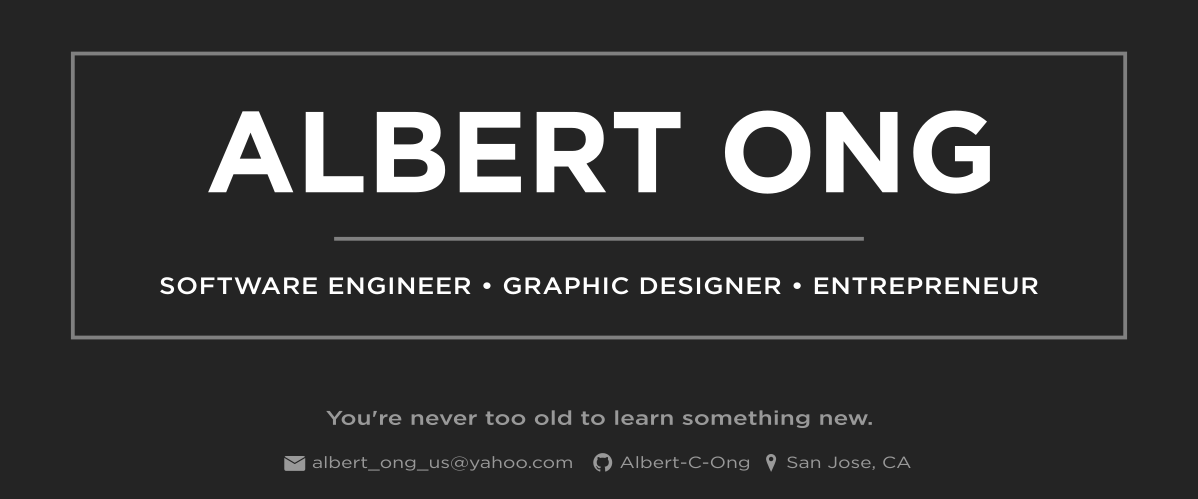 ALBERT ONG
SOFTWARE ENGINEER • GRAPHIC DESIGNER • ENTREPRENEUR
You're never too old to learn something new.
albert_ong_us@yahoo.com Albert-C-Ong San Jose, CA